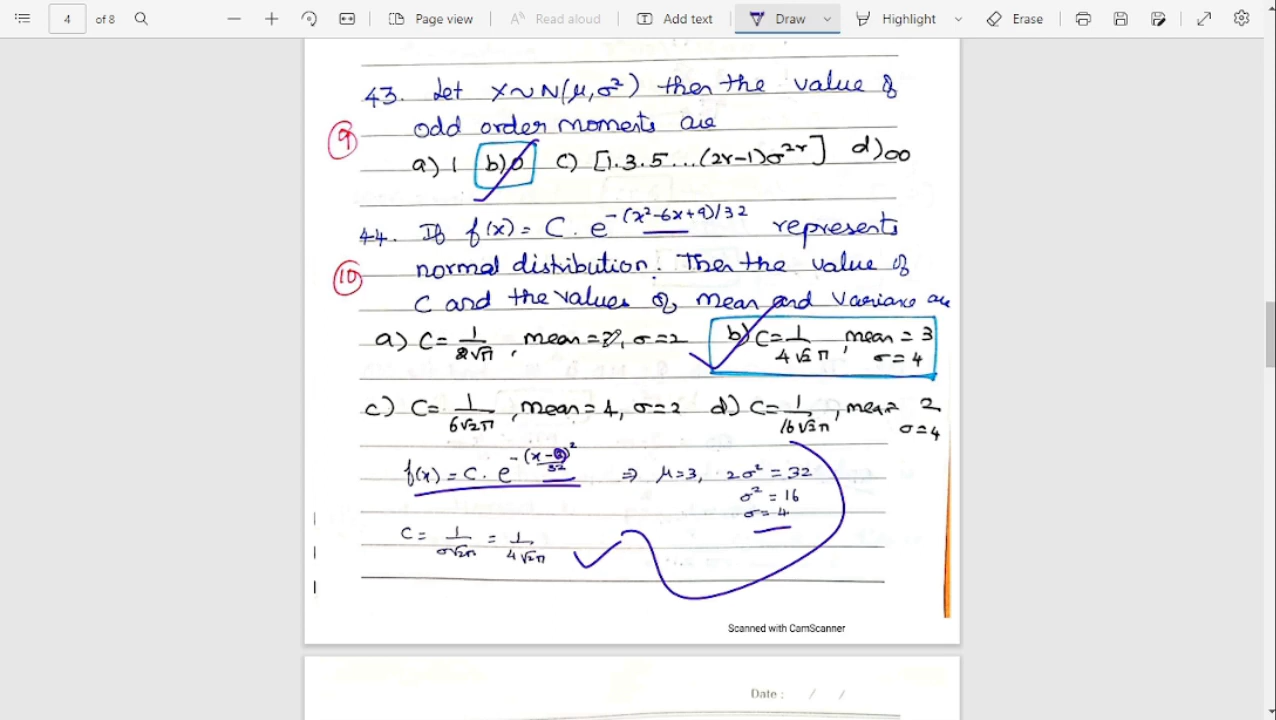 4 of 8 Page view Read aloud Add text Draw Highlight Erase
43. Let X~N(μ,σ²) then the value of
9 odd order moments are
a) 1 b) 0 c) [1.3.5...(2r-1)σ²ʳ] d) ∞
44. If f(x) = C. e^-(x²-6x+9)/32 represents
10 normal distribution. Then the value of
C and the values of mean and variance are
a) C = 1/2√π, mean = 2, σ=2 b) C = 1/4√2π, mean = 3
σ=4
c) C = 1/6√2π, mean = 4, σ=2 d) C = 1/16√2π, mean = 2
σ=4
f(x) = C. e^-(x-3)²/32 ⇒ μ=3, 2σ² = 32
σ² = 16
σ = 4
C = 1/σ√2π = 1/4√2π
Scanned with CamScanner
Date : / /